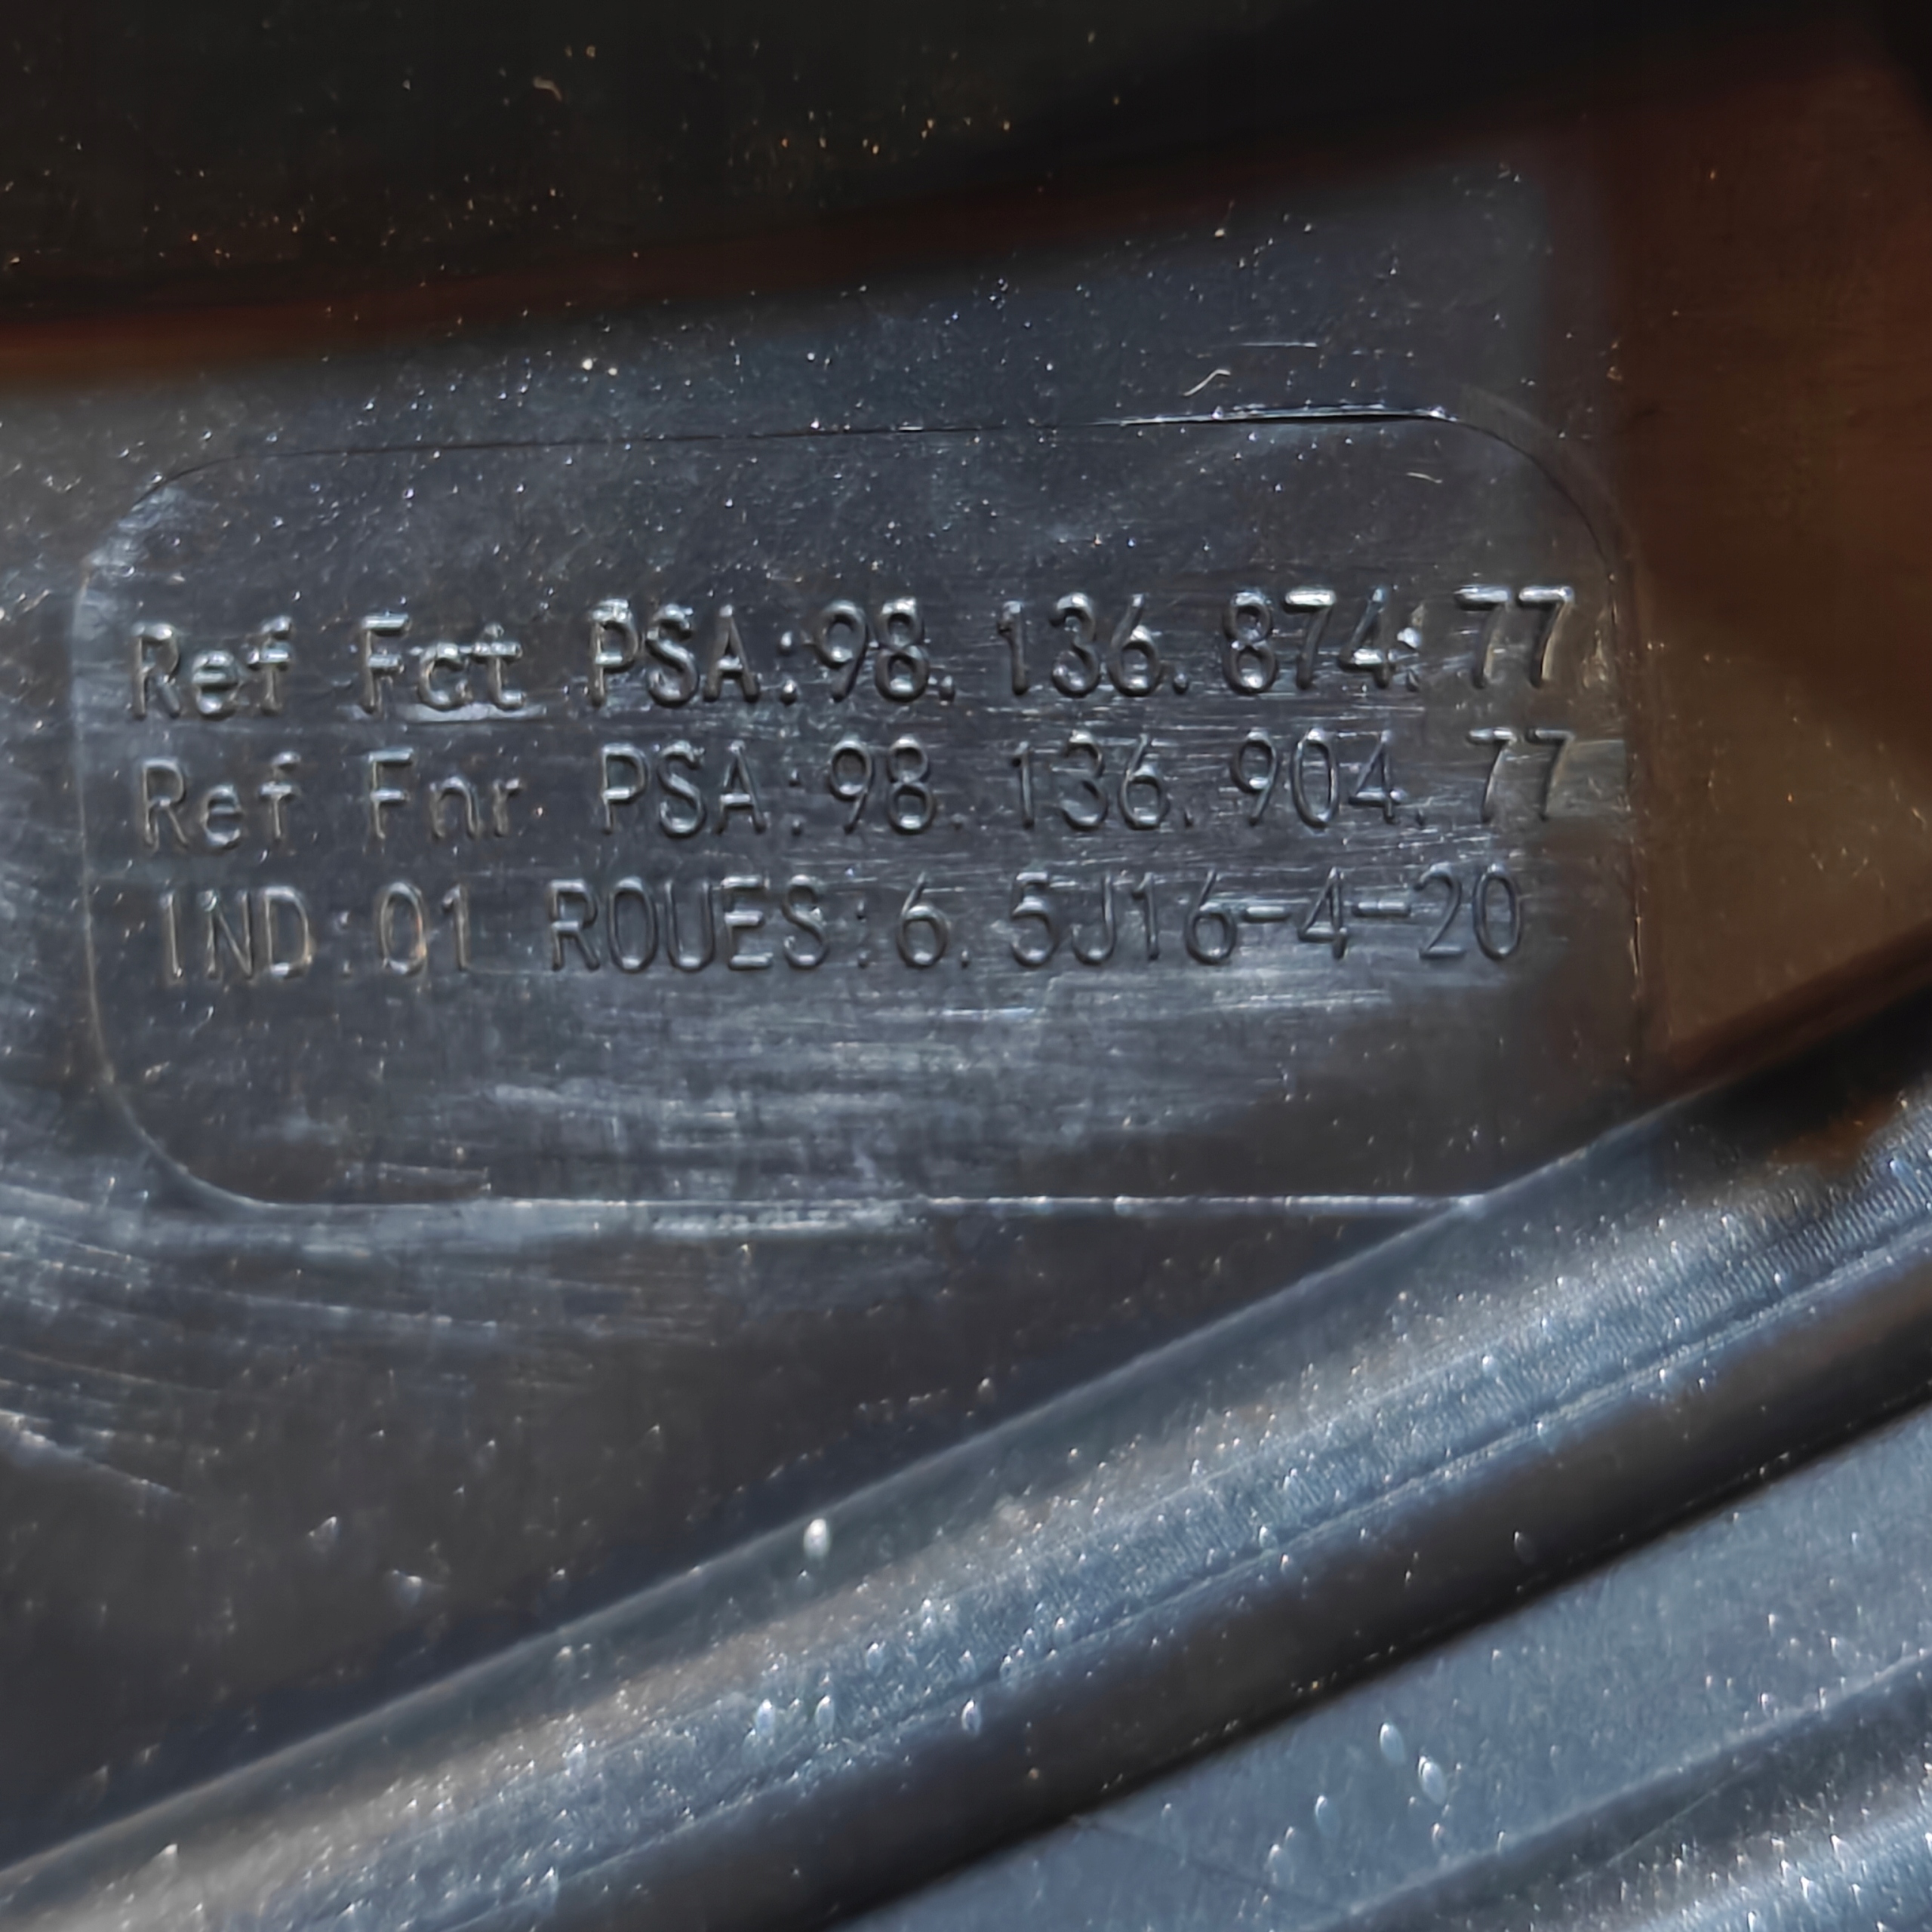 Ref Fct PSA:98.136.874.77
Ref Fnr PSA:98.136.904.77
IND:01 ROUES:6.5J16-4-20